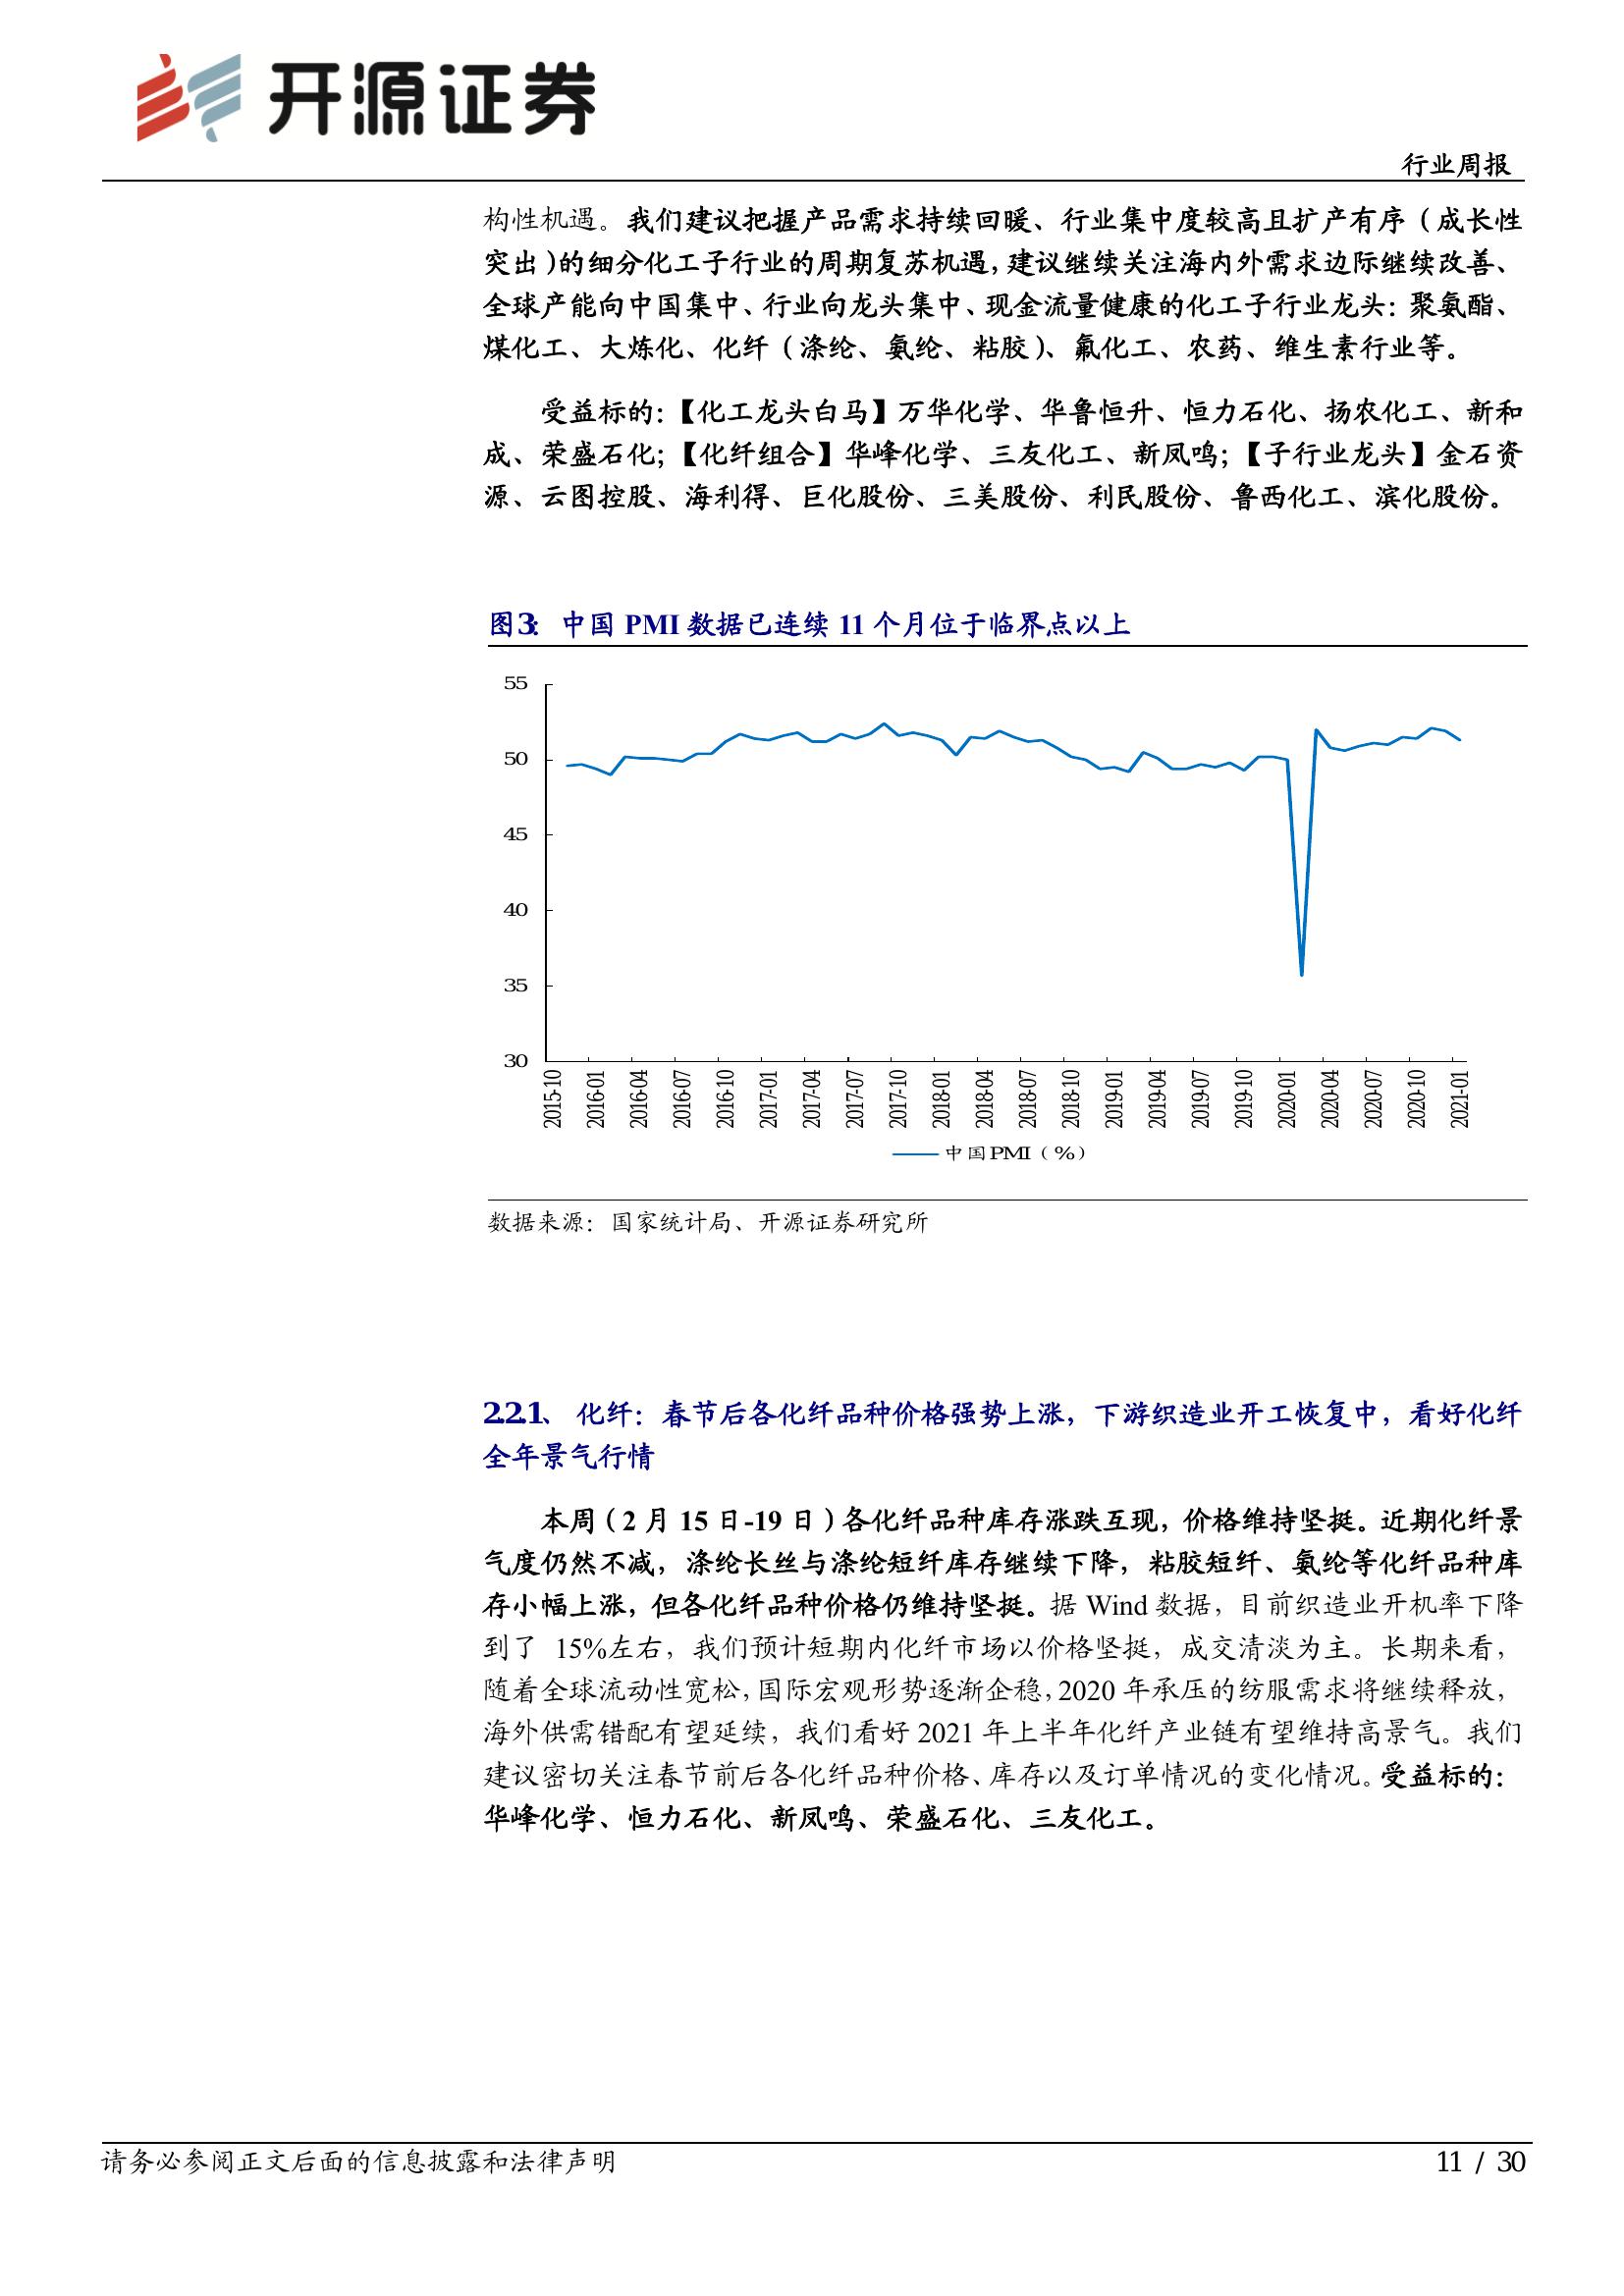 开源证券
行业周报
构性机遇。我们建议把握产品需求持续回暖、行业集中度较高且扩产有序（成长性
突出）的细分化工子行业的周期复苏机遇，建议继续关注海内外需求边际继续改善、
全球产能向中国集中、行业向龙头集中、现金流量健康的化工子行业龙头：聚氨酯、
煤化工、大炼化、化纤（涤纶、氨纶、粘胶）、氟化工、农药、维生素行业等。
受益标的：【化工龙头白马】万华化学、华鲁恒升、恒力石化、扬农化工、新和
成、荣盛石化；【化纤组合】华峰化学、三友化工、新凤鸣；【子行业龙头】金石资
源、云图控股、海利得、巨化股份、三美股份、利民股份、鲁西化工、滨化股份。
图3： 中国 PMI 数据已连续 11 个月位于临界点以上
55
50
45
40
35
30
2015-10 2016-01 2016-04 2016-07 2016-10 2017-01 2017-04 2017-07 2017-10 2018-01 2018-04 2018-07 2018-10 2019-01 2019-04 2019-07 2019-10 2020-01 2020-04 2020-07 2020-10 2021-01
中国PMI（%）
数据来源：国家统计局、开源证券研究所
2.2.1、 化纤：春节后各化纤品种价格强势上涨，下游织造业开工恢复中，看好化纤
全年景气行情
本周（2 月 15 日-19 日）各化纤品种库存涨跌互现，价格维持坚挺。近期化纤景
气度仍然不减，涤纶长丝与涤纶短纤库存继续下降，粘胶短纤、氨纶等化纤品种库
存小幅上涨，但各化纤品种价格仍维持坚挺。据 Wind 数据，目前织造业开机率下降
到了 15%左右，我们预计短期内化纤市场以价格坚挺，成交清淡为主。长期来看，
随着全球流动性宽松，国际宏观形势逐渐企稳，2020 年承压的纺服需求将继续释放，
海外供需错配有望延续，我们看好 2021 年上半年化纤产业链有望维持高景气。我们
建议密切关注春节前后各化纤品种价格、库存以及订单情况的变化情况。受益标的：
华峰化学、恒力石化、新凤鸣、荣盛石化、三友化工。
请务必参阅正文后面的信息披露和法律声明
11 / 30